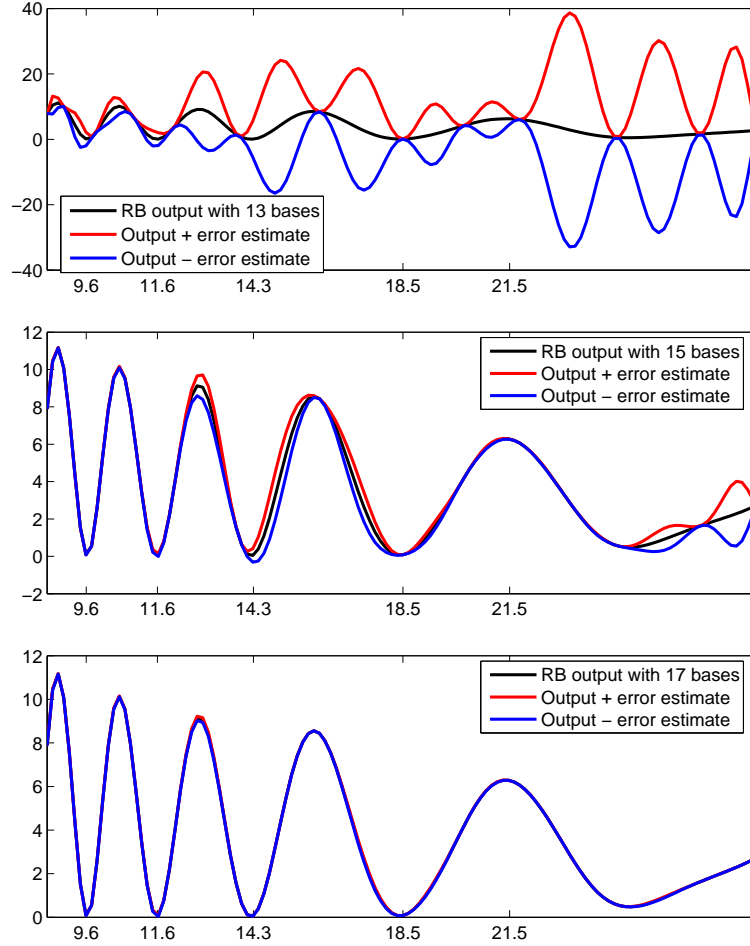 40
20
0
−20
−40
RB output with 13 bases
Output + error estimate
Output − error estimate
9.6 11.6 14.3 18.5 21.5
12
10
8
6
4
2
0
−2
RB output with 15 bases
Output + error estimate
Output − error estimate
9.6 11.6 14.3 18.5 21.5
12
10
8
6
4
2
0
RB output with 17 bases
Output + error estimate
Output − error estimate
9.6 11.6 14.3 18.5 21.5